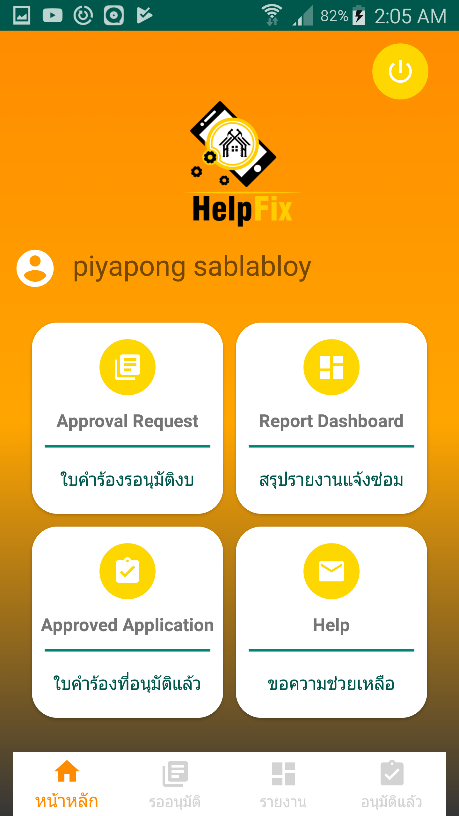 82% 2:05 AM
HelpFix
piyapong sablabloy
Approval Request
ใบคำร้องรอนุมัติงบ
Report Dashboard
สรุปรายงานแจ้งซ่อม
Approved Application
ใบคำร้องที่อนุมัติแล้ว
Help
ขอความช่วยเหลือ
หน้าหลัก รออนุมัติ รายงาน อนุมัติแล้ว